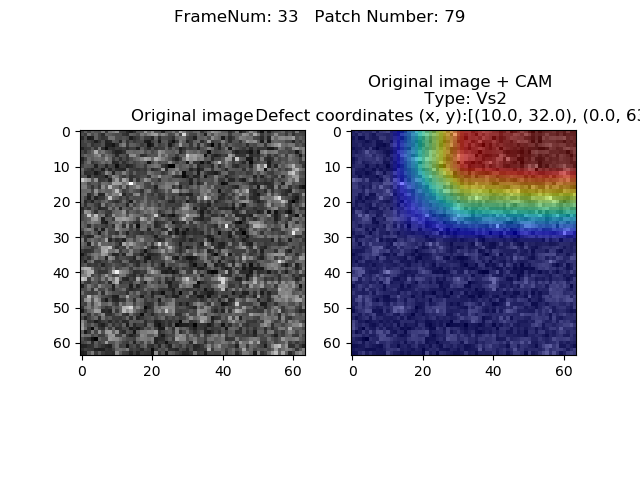 FrameNum: 33   Patch Number: 79
Original image + CAM
Type: Vs2
Original image
Defect coordinates (x, y):[(10.0, 32.0), (0.0, 63
0
10
20
30
40
50
60
0 20 40 60
0
10
20
30
40
50
60
0 20 40 60